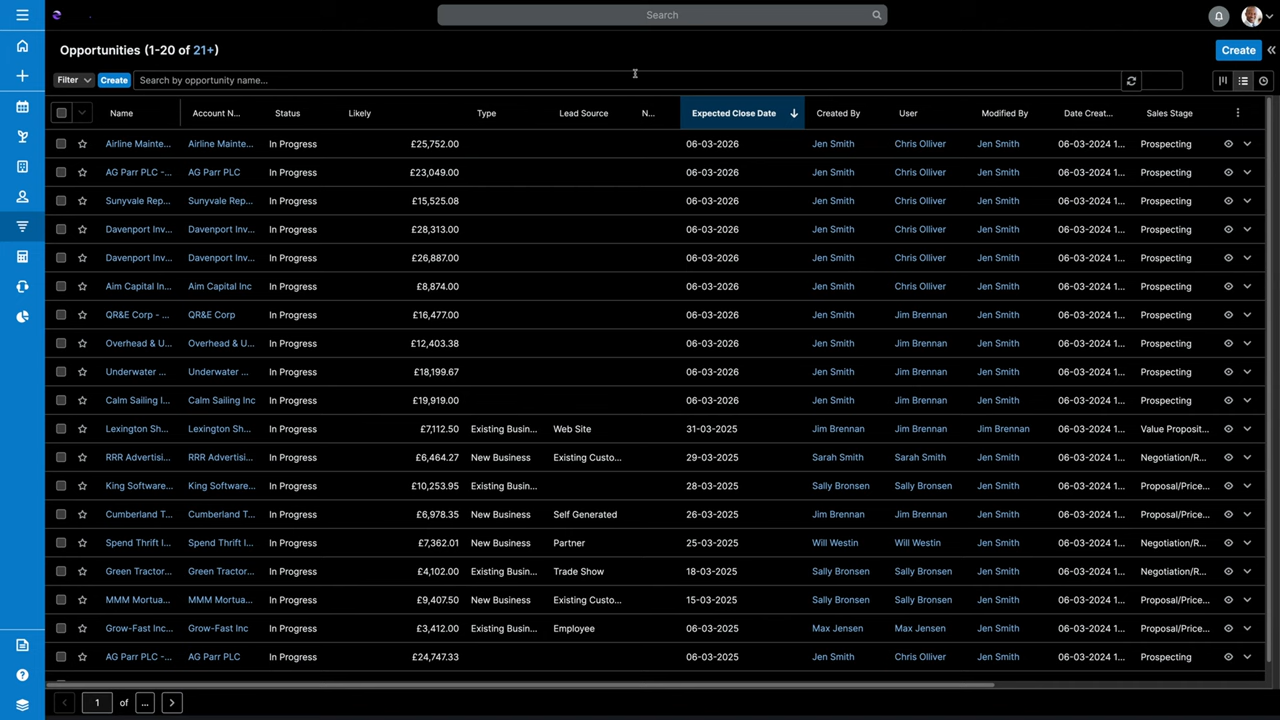 Search
Opportunities (1-20 of 21+)
Create
Filter
Create
Search by opportunity name...
Name Account N... Status Likely Type Lead Source N... Expected Close Date Created By User Modified By Date Creat... Sales Stage
Airline Mainte... Airline Mainte... In Progress £25,752.00 06-03-2026 Jen Smith Chris Olliver Jen Smith 06-03-2024 1... Prospecting
AG Parr PLC -... AG Parr PLC In Progress £23,049.00 06-03-2026 Jen Smith Chris Olliver Jen Smith 06-03-2024 1... Prospecting
Sunyvale Rep... Sunyvale Rep... In Progress £15,525.08 06-03-2026 Jen Smith Chris Olliver Jen Smith 06-03-2024 1... Prospecting
Davenport Inv... Davenport Inv... In Progress £28,313.00 06-03-2026 Jen Smith Chris Olliver Jen Smith 06-03-2024 1... Prospecting
Davenport Inv... Davenport Inv... In Progress £26,887.00 06-03-2026 Jen Smith Chris Olliver Jen Smith 06-03-2024 1... Prospecting
Aim Capital In... Aim Capital Inc In Progress £8,874.00 06-03-2026 Jen Smith Chris Olliver Jen Smith 06-03-2024 1... Prospecting
QR&E Corp - ... QR&E Corp In Progress £16,477.00 06-03-2026 Jen Smith Jim Brennan Jen Smith 06-03-2024 1... Prospecting
Overhead & U... Overhead & U... In Progress £12,403.38 06-03-2026 Jen Smith Jim Brennan Jen Smith 06-03-2024 1... Prospecting
Underwater ... Underwater ... In Progress £18,199.67 06-03-2026 Jen Smith Jim Brennan Jen Smith 06-03-2024 1... Prospecting
Calm Sailing I... Calm Sailing Inc In Progress £19,919.00 06-03-2026 Jen Smith Jim Brennan Jen Smith 06-03-2024 1... Prospecting
Lexington Sh... Lexington Sh... In Progress £7,112.50 Existing Busin... Web Site 31-03-2025 Jim Brennan Jim Brennan Jim Brennan 06-03-2024 1... Value Proposit...
RRR Advertisi... RRR Advertisi... In Progress £6,464.27 New Business Existing Custo... 29-03-2025 Sarah Smith Sarah Smith Jen Smith 06-03-2024 1... Negotiation/R...
King Software... King Software... In Progress £10,253.95 Existing Busin... 28-03-2025 Sally Bronsen Sally Bronsen Jen Smith 06-03-2024 1... Proposal/Price...
Cumberland T... Cumberland T... In Progress £6,978.35 New Business Self Generated 26-03-2025 Jim Brennan Jim Brennan Jen Smith 06-03-2024 1... Proposal/Price...
Spend Thrift I... Spend Thrift I... In Progress £7,362.01 New Business Partner 25-03-2025 Will Westin Will Westin Jen Smith 06-03-2024 1... Negotiation/R...
Green Tractor... Green Tractor... In Progress £4,102.00 Existing Busin... Trade Show 18-03-2025 Sally Bronsen Sally Bronsen Jen Smith 06-03-2024 1... Negotiation/R...
MMM Mortua... MMM Mortua... In Progress £9,407.50 New Business Existing Custo... 15-03-2025 Sally Bronsen Sally Bronsen Jen Smith 06-03-2024 1... Proposal/Price...
Grow-Fast Inc... Grow-Fast Inc In Progress £3,412.00 Existing Busin... Employee 06-03-2025 Max Jensen Max Jensen Jen Smith 06-03-2024 1... Proposal/Price...
AG Parr PLC -... AG Parr PLC In Progress £24,747.33 06-03-2025 Jen Smith Chris Olliver Jen Smith 06-03-2024 1... Prospecting
1 of ...